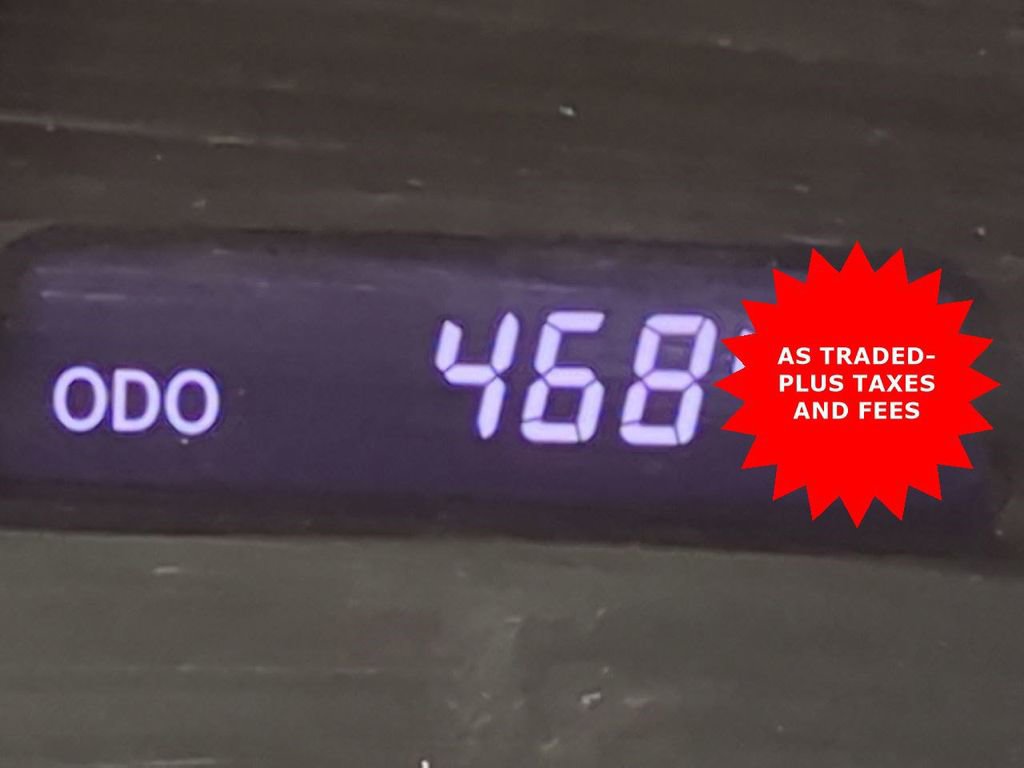 ODO 468
AS TRADED-
PLUS TAXES
AND FEES